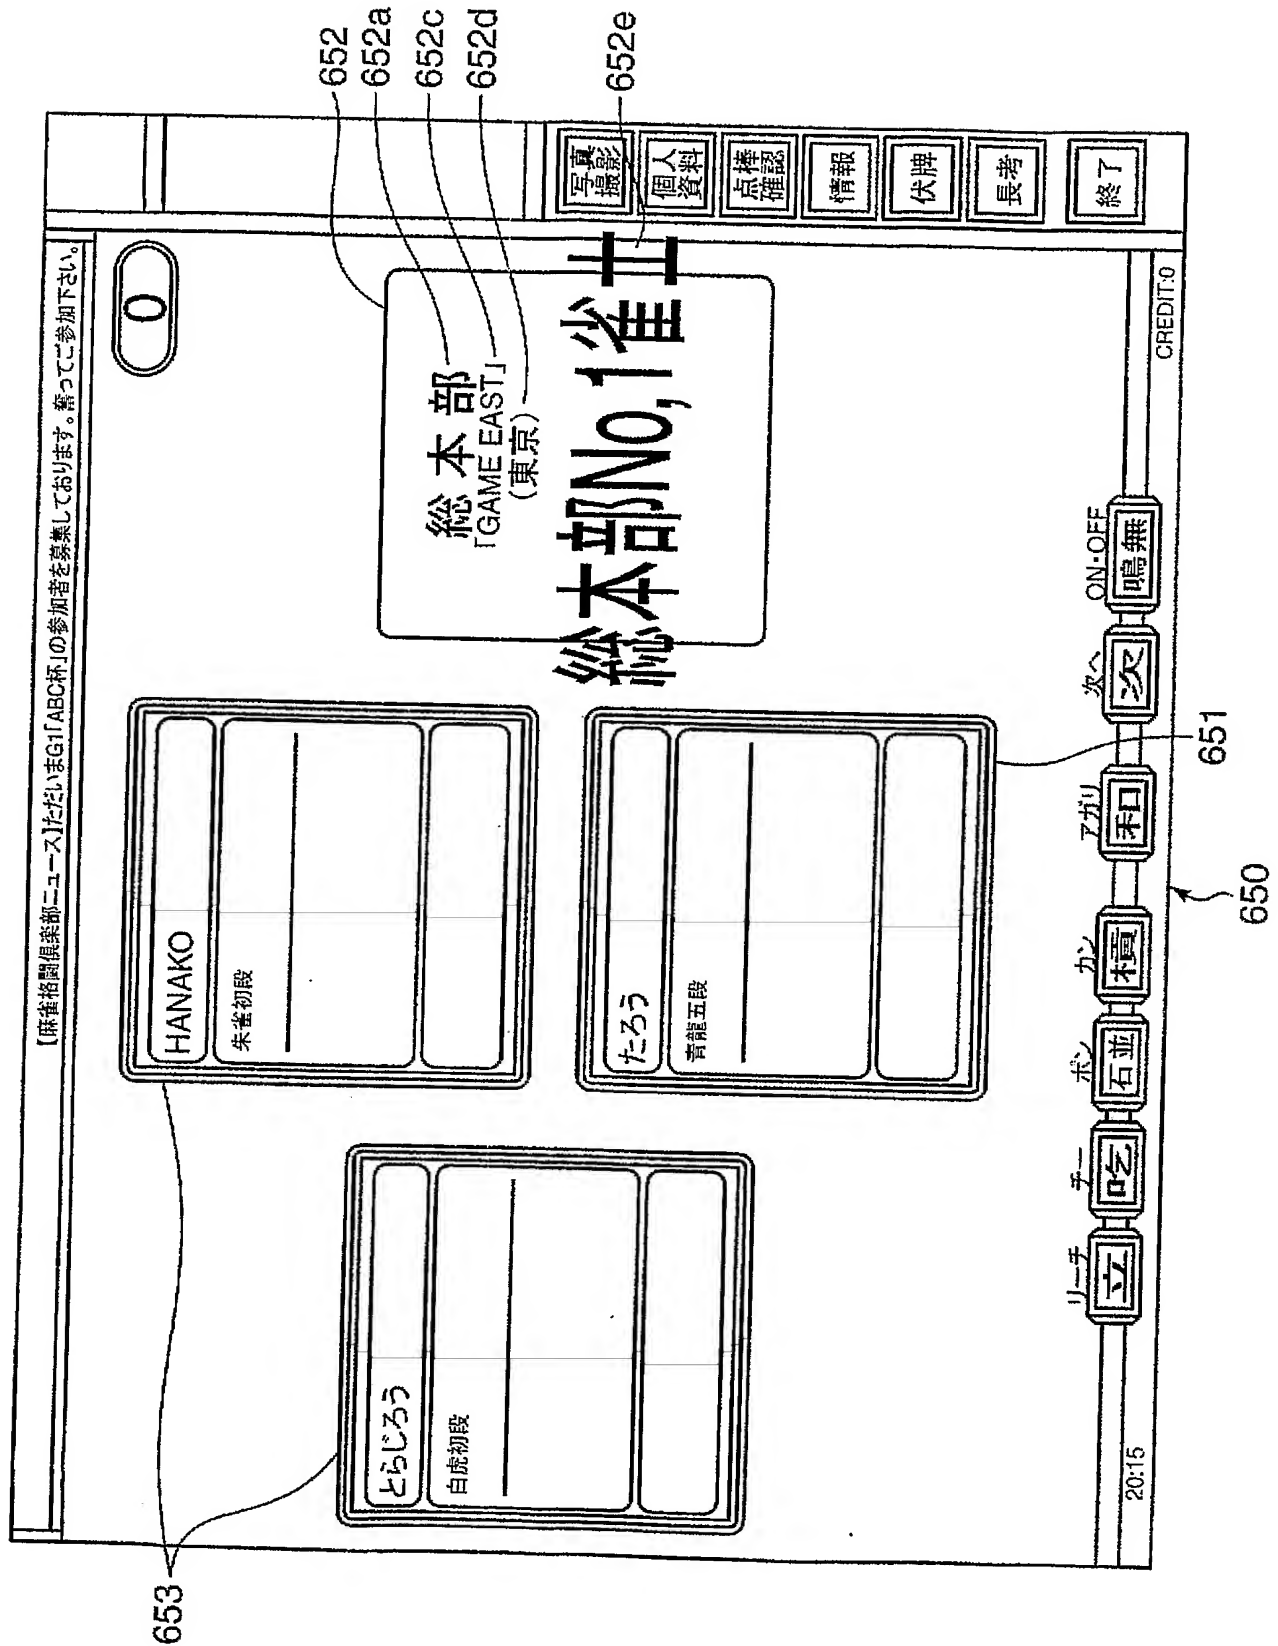 【麻雀格闘倶楽部ニュース】ただいまG1「ABC杯」の参加者を募集しております。奮ってご参加下さい。
0
HANAKO
朱雀初段
とらじろう
白虎初段
たろう
青龍五段
総本部
「GAME EAST」
(東京)
総本部No,1雀王
写真
撮影
個人
資料
点棒
確認
情報
伏牌
長考
終了
リーチ
立
チー
吃
ポン
石並
カン
槓
アガリ
和
次へ
次
ON・OFF
鳴無
20:15
CREDIT:0
652
652a
652c
652d
652e
653
651
650